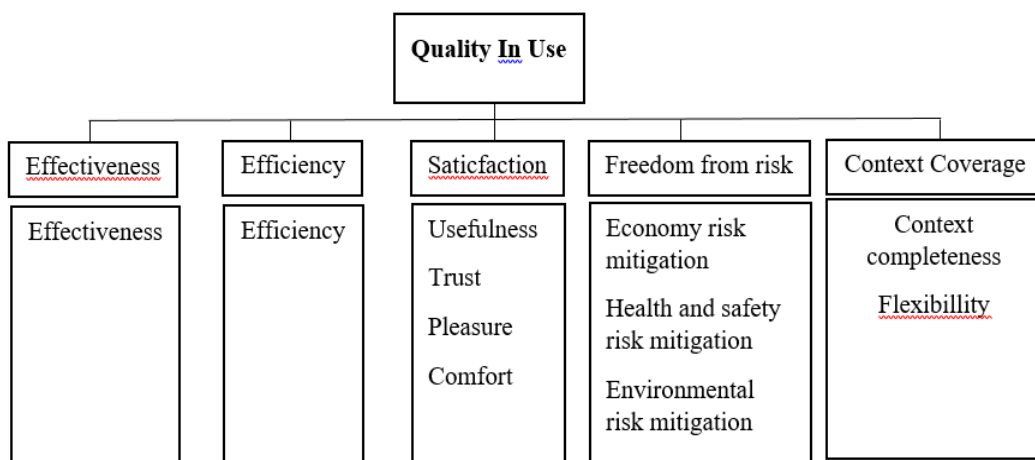 Quality In Use
Effectiveness
Efficiency
Saticfaction
Freedom from risk
Context Coverage
Effectiveness
Efficiency
Usefulness
Trust
Pleasure
Comfort
Economy risk
mitigation
Health and safety
risk mitigation
Environmental
risk mitigation
Context
completeness
Flexibillity